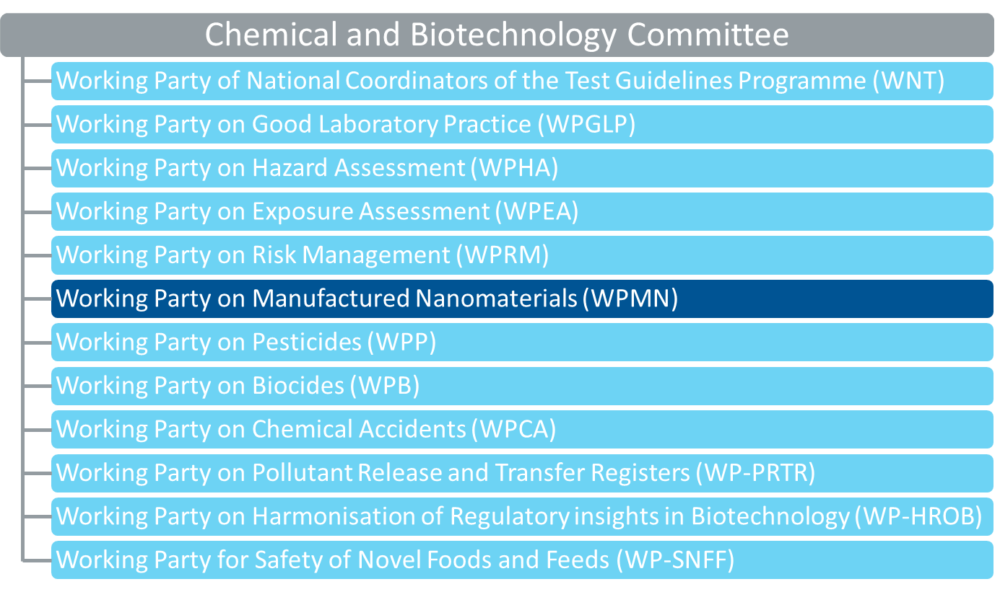 Chemical and Biotechnology Committee
Working Party of National Coordinators of the Test Guidelines Programme (WNT)
Working Party on Good Laboratory Practice (WPGLP)
Working Party on Hazard Assessment (WPHA)
Working Party on Exposure Assessment (WPEA)
Working Party on Risk Management (WPRM)
Working Party on Manufactured Nanomaterials (WPMN)
Working Party on Pesticides (WPP)
Working Party on Biocides (WPB)
Working Party on Chemical Accidents (WPCA)
Working Party on Pollutant Release and Transfer Registers (WP-PRTR)
Working Party on Harmonisation of Regulatory insights in Biotechnology (WP-HROB)
Working Party for Safety of Novel Foods and Feeds (WP-SNFF)